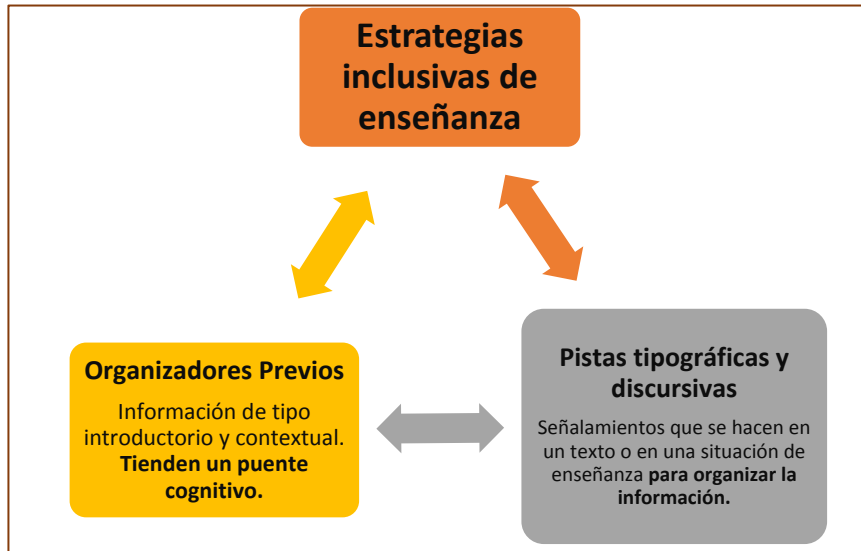 Estrategias
inclusivas de
enseñanza
Organizadores Previos
Información de tipo
introductorio y contextual.
Tienden un puente
cognitivo.
Pistas tipográficas y
discursivas
Señalamientos que se hacen en
un texto o en una situación de
enseñanza para organizar la
información.